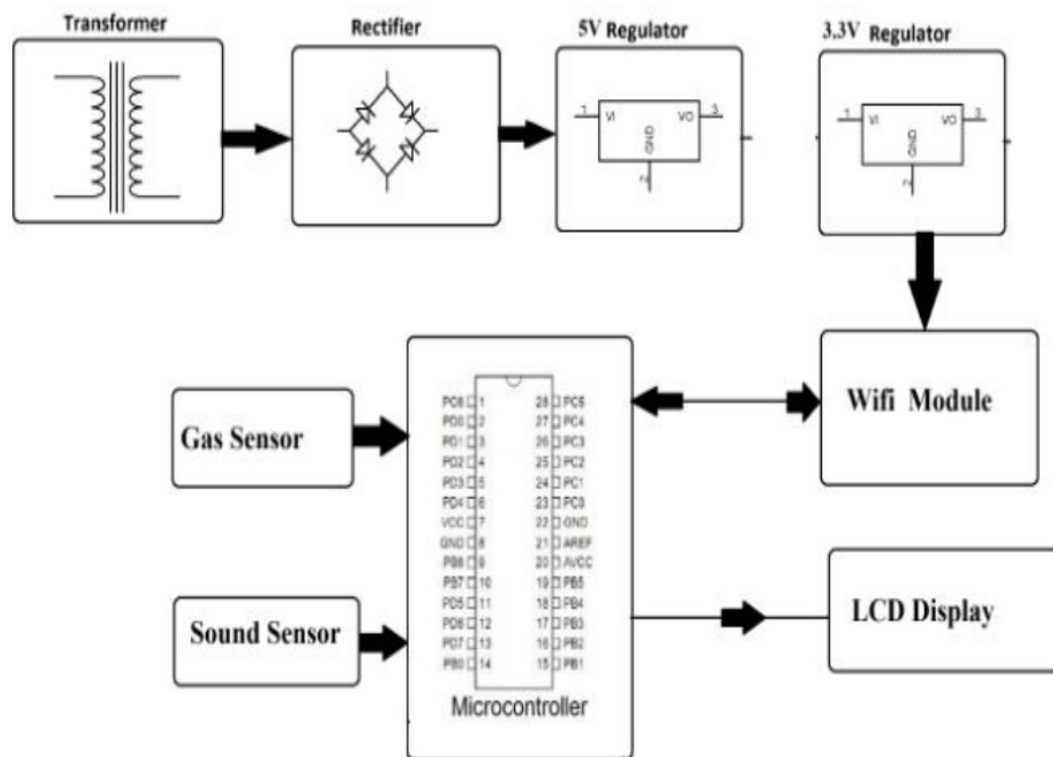 Transformer
Rectifier
5V Regulator
3.3V Regulator
1 VI VO 3
GND
2
1 VI VO 3
GND
2
Wifi Module
Gas Sensor
Sound Sensor
LCD Display
PC6 1 28 PC5
PD0 2 27 PC4
PD1 3 26 PC3
PD2 4 25 PC2
PD3 5 24 PC1
PD4 6 23 PC0
VCC 7 22 GND
GND 8 21 AREF
PB6 9 20 AVCC
PB7 10 19 PB5
PD5 11 18 PB4
PD6 12 17 PB3
PD7 13 16 PB2
PB0 14 15 PB1
Microcontroller